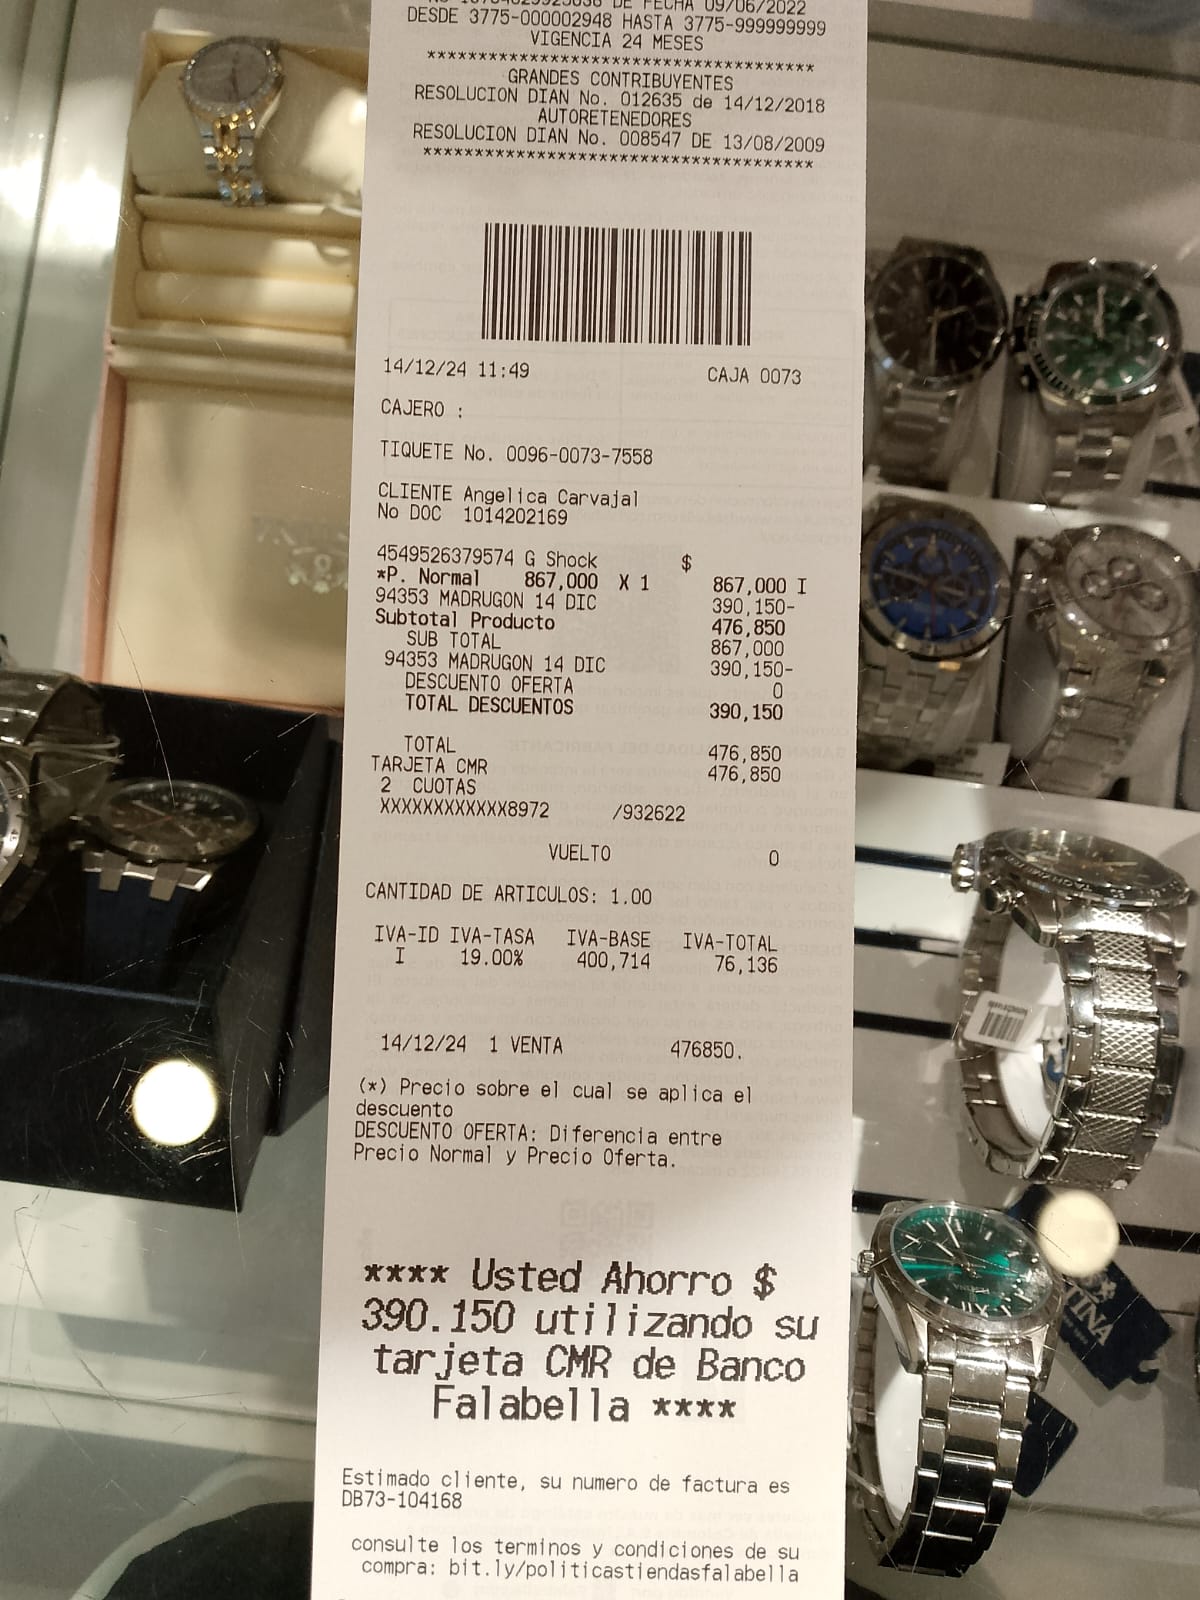 DE FECHA 09/06/2022
DESDE 3775-000002948 HASTA 3775-999999999
VIGENCIA 24 MESES
**************************************
GRANDES CONTRIBUYENTES
RESOLUCION DIAN No. 012635 de 14/12/2018
AUTORETENEDORES
RESOLUCION DIAN No. 008547 DE 13/08/2009
**************************************
14/12/24 11:49 CAJA 0073
CAJERO :
TIQUETE No. 0096-0073-7558
CLIENTE Angelica Carvajal
No DOC 1014202169
4549526379574 G Shock $
*P. Normal 867,000 X 1 867,000 I
94353 MADRUGON 14 DIC 390,150-
Subtotal Producto 476,850
SUB TOTAL 867,000
94353 MADRUGON 14 DIC 390,150-
DESCUENTO OFERTA 0
TOTAL DESCUENTOS 390,150
TOTAL 476,850
TARJETA CMR 476,850
2 CUOTAS
XXXXXXXXXXXX8972 /932622
VUELTO 0
CANTIDAD DE ARTICULOS: 1.00
IVA-ID IVA-TASA IVA-BASE IVA-TOTAL
I 19.00% 400,714 76,136
14/12/24 1 VENTA 476850.
(*) Precio sobre el cual se aplica el
descuento
DESCUENTO OFERTA: Diferencia entre
Precio Normal y Precio Oferta.
**** Usted Ahorro $
390.150 utilizando su
tarjeta CMR de Banco
Falabella ****
Estimado cliente, su numero de factura es
DB73-104168
consulte los terminos y condiciones de su
compra: bit.ly/politicastiendasfalabella